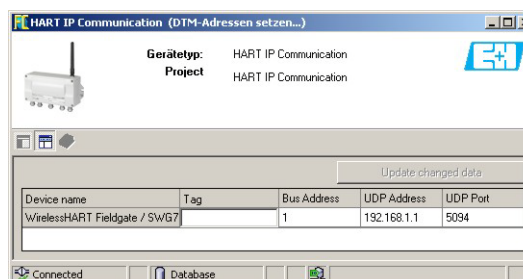 HART IP Communication (DTM-Adressen setzen...)
Gerätetyp: HART IP Communication
Project HART IP Communication
E+H
Update changed data
Device name Tag Bus Address UDP Address UDP Port
WirelessHART Fieldgate / SWG7 1 192.168.1.1 5094
Connected Database